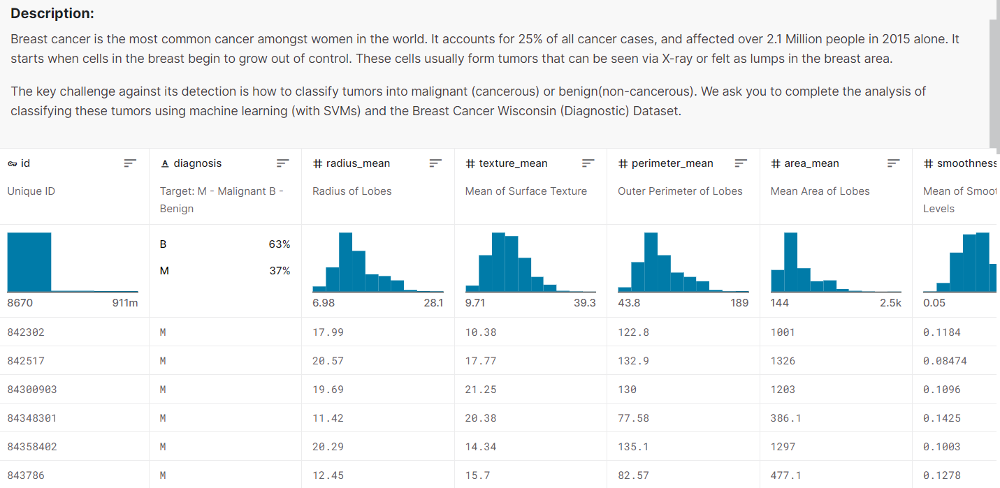 Description:
Breast cancer is the most common cancer amongst women in the world. It accounts for 25% of all cancer cases, and affected over 2.1 Million people in 2015 alone. It
starts when cells in the breast begin to grow out of control. These cells usually form tumors that can be seen via X-ray or felt as lumps in the breast area.
The key challenge against its detection is how to classify tumors into malignant (cancerous) or benign(non-cancerous). We ask you to complete the analysis of
classifying these tumors using machine learning (with SVMs) and the Breast Cancer Wisconsin (Diagnostic) Dataset.
id diagnosis # radius_mean # texture_mean # perimeter_mean # area_mean # smoothness
Unique ID Target: M - Malignant B - Radius of Lobes Mean of Surface Texture Outer Perimeter of Lobes Mean Area of Lobes Mean of Smoot
Benign Levels
B 63%
M 37%
8670 911m 6.98 28.1 9.71 39.3 43.8 189 144 2.5k 0.05
842302 M 17.99 10.38 122.8 1001 0.1184
842517 M 20.57 17.77 132.9 1326 0.08474
84300903 M 19.69 21.25 130 1203 0.1096
84348301 M 11.42 20.38 77.58 386.1 0.1425
84358402 M 20.29 14.34 135.1 1297 0.1003
843786 M 12.45 15.7 82.57 477.1 0.1278